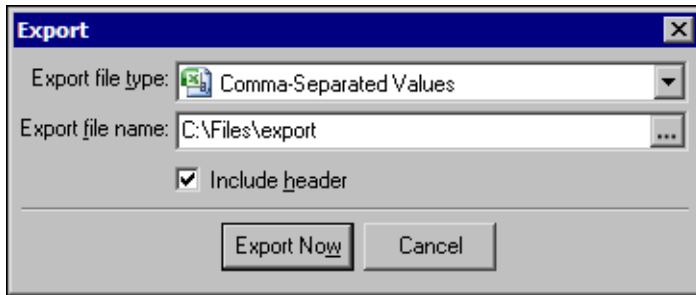 Export
Export file type: Comma-Separated Values
Export file name: C:\Files\export ...
Include header
Export Now Cancel